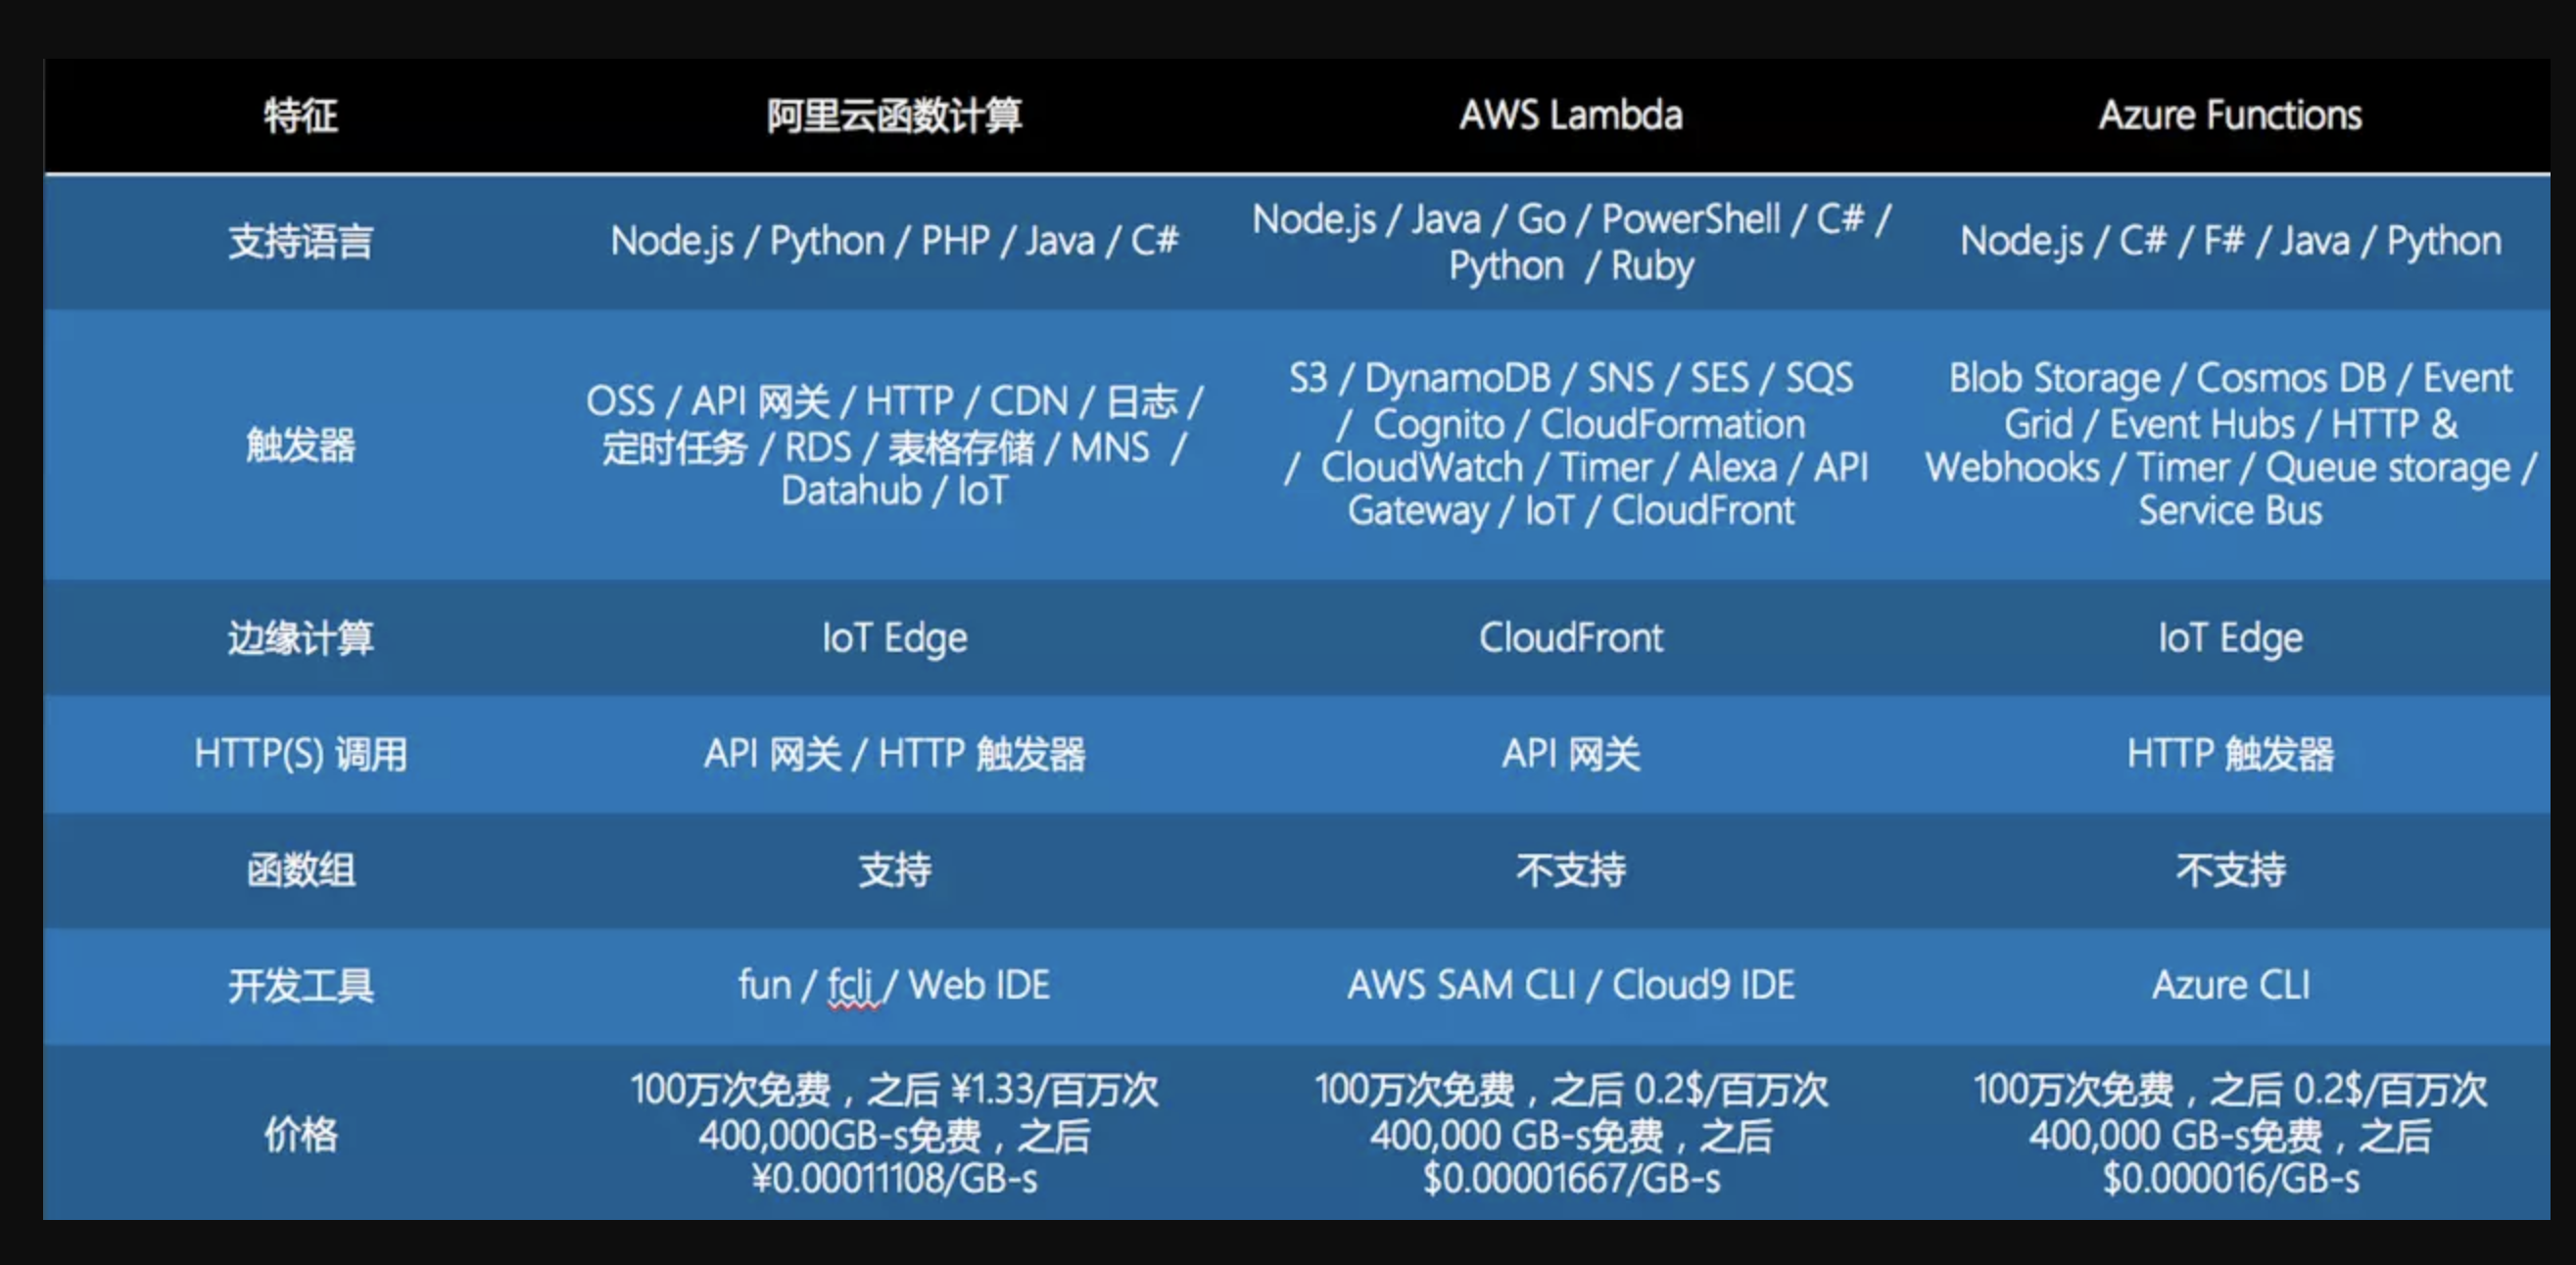 特征
阿里云函数计算
AWS Lambda
Azure Functions
支持语言
Node.js / Python / PHP / Java / C#
Node.js / Java / Go / PowerShell / C# /
Python / Ruby
Node.js / C# / F# / Java / Python
触发器
OSS / API 网关 / HTTP / CDN / 日志 /
定时任务 / RDS / 表格存储 / MNS /
Datahub / IoT
S3 / DynamoDB / SNS / SES / SQS
/ Cognito / CloudFormation
/ CloudWatch / Timer / Alexa / API
Gateway / IoT / CloudFront
Blob Storage / Cosmos DB / Event
Grid / Event Hubs / HTTP &
Webhooks / Timer / Queue storage /
Service Bus
边缘计算
IoT Edge
CloudFront
IoT Edge
HTTP(S) 调用
API 网关 / HTTP 触发器
API 网关
HTTP 触发器
函数组
支持
不支持
不支持
开发工具
fun / fcli / Web IDE
AWS SAM CLI / Cloud9 IDE
Azure CLI
价格
100万次免费，之后 ¥1.33/百万次
400,000GB-s免费，之后
¥0.00011108/GB-s
100万次免费，之后 0.2$/百万次
400,000 GB-s免费，之后
$0.00001667/GB-s
100万次免费，之后 0.2$/百万次
400,000 GB-s免费，之后
$0.000016/GB-s